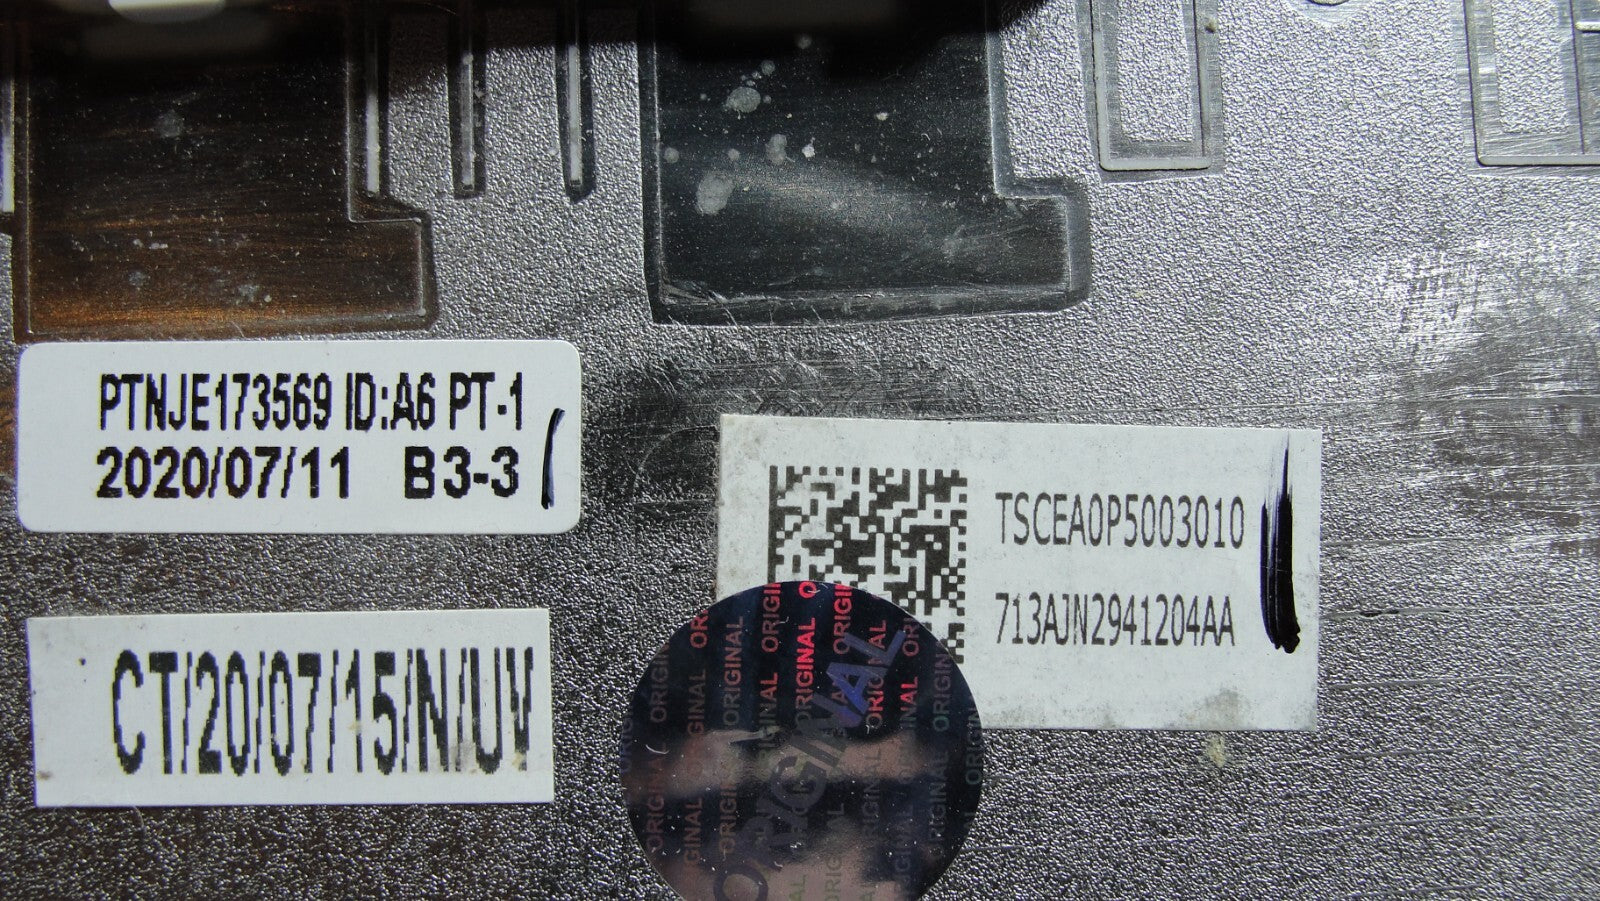 PTNJE173569 ID:A6 PT-1
2020/07/11 B3-3
TSCEA0P5003010
713AJN2941204AA
CT/20/07/15/N/UV
ORIGINAL